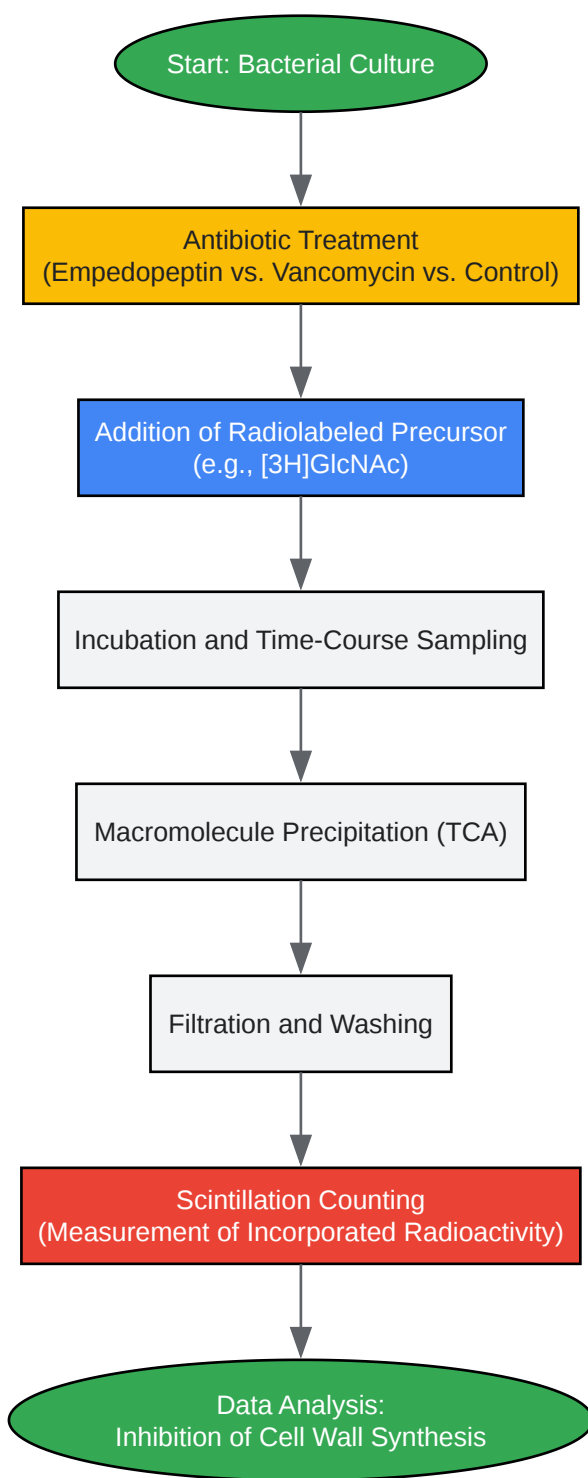 Start: Bacterial Culture
Antibiotic Treatment
(Empedopeptin vs. Vancomycin vs. Control)
Addition of Radiolabeled Precursor
(e.g., [3H]GlcNAc)
Incubation and Time-Course Sampling
Macromolecule Precipitation (TCA)
Filtration and Washing
Scintillation Counting
(Measurement of Incorporated Radioactivity)
Data Analysis:
Inhibition of Cell Wall Synthesis